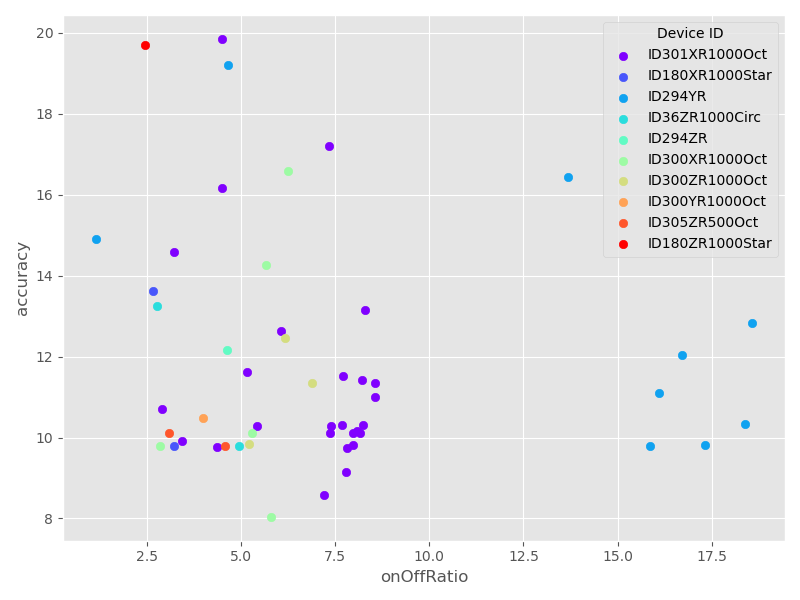 Device ID
ID301XR1000Oct
ID180XR1000Star
ID294YR
ID36ZR1000Circ
ID294ZR
ID300XR1000Oct
ID300ZR1000Oct
ID300YR1000Oct
ID305ZR500Oct
ID180ZR1000Star
20
18
16
14
12
10
8
accuracy
2.5 5.0 7.5 10.0 12.5 15.0 17.5
onOffRatio